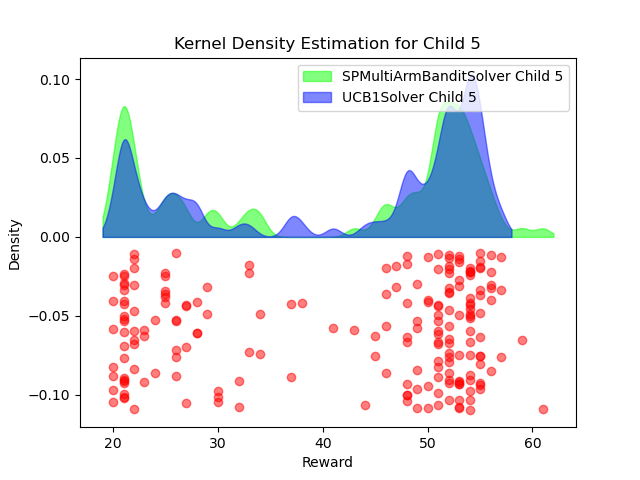 Kernel Density Estimation for Child 5
SPMultiArmBanditSolver Child 5
UCB1Solver Child 5
0.10
0.05
0.00
−0.05
−0.10
Density
20 30 40 50 60
Reward